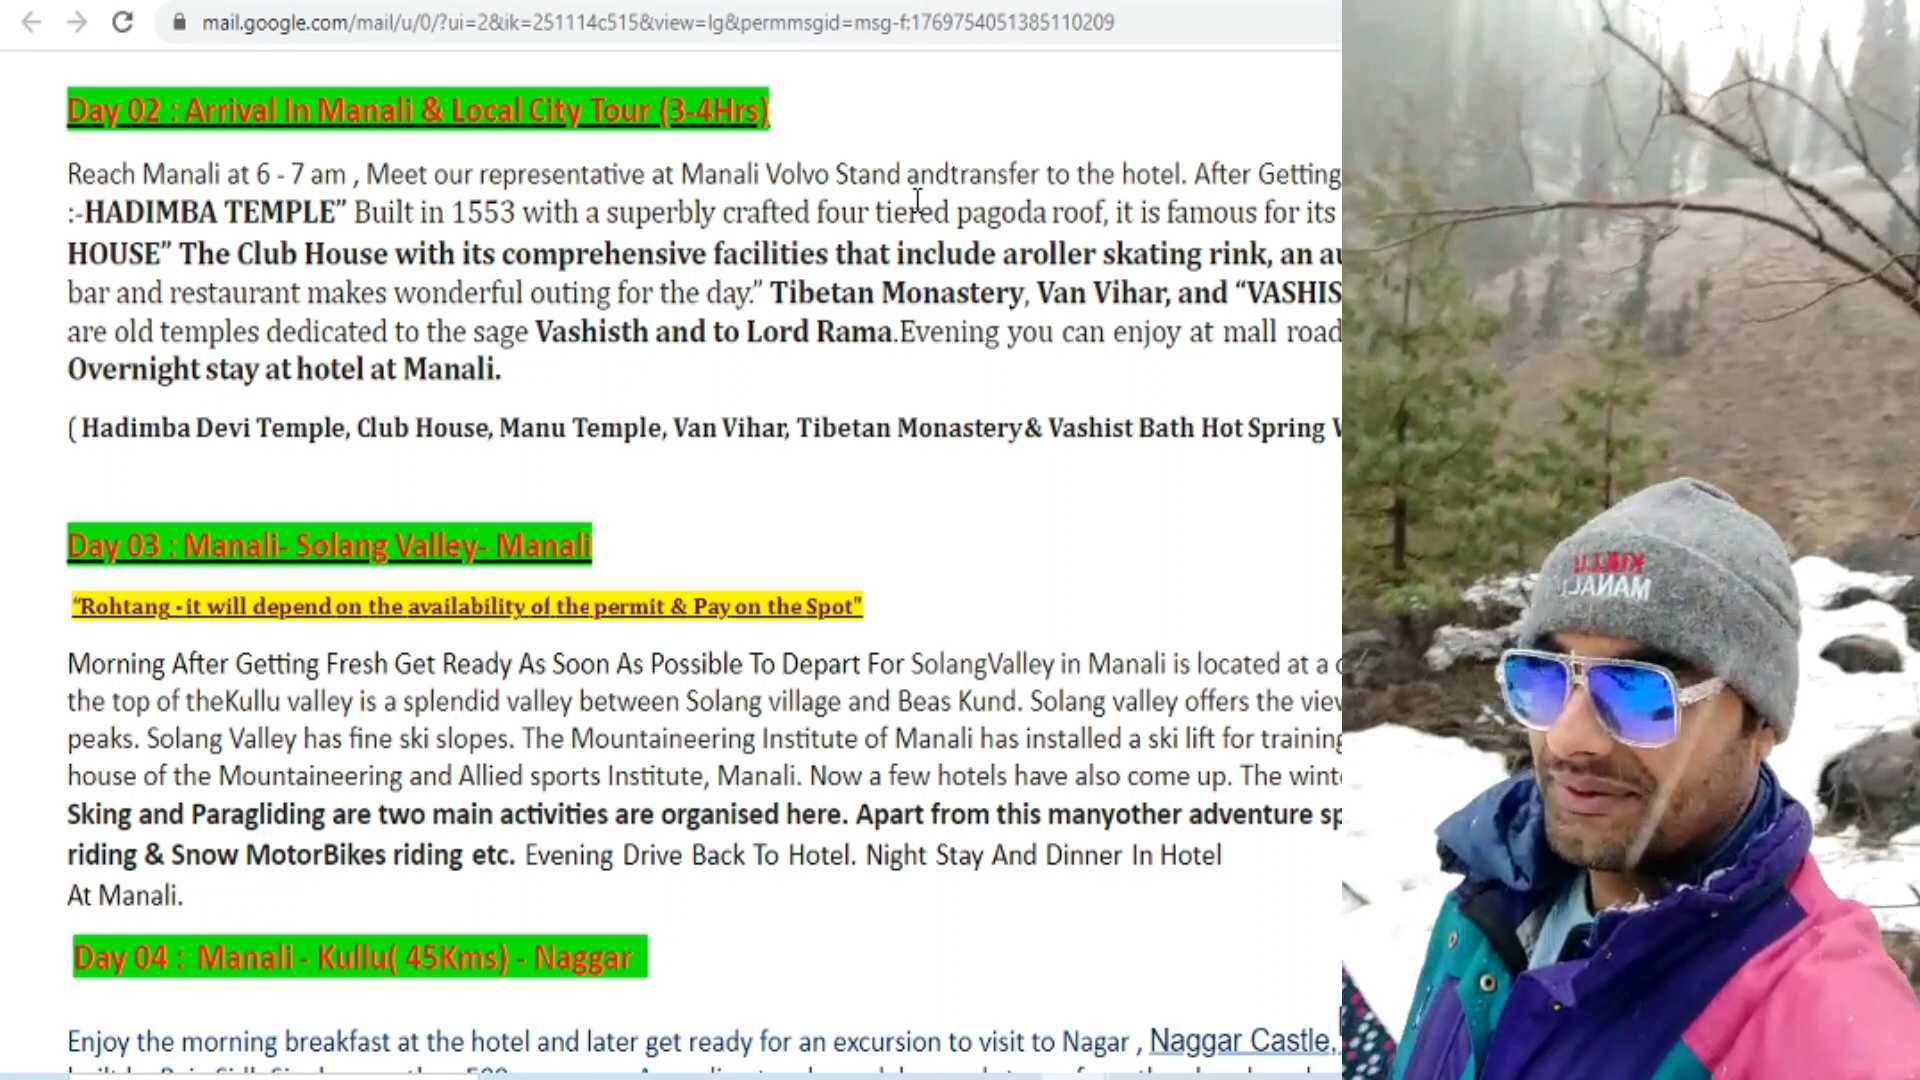 mail.google.com/mail/u/0/?ui=2&ik=251114c515&view=lg&permmsgid=msg-f:1769754051385110209
Day 02 : Arrival In Manali & Local City Tour (3-4Hrs)
Reach Manali at 6 - 7 am , Meet our representative at Manali Volvo Stand andtransfer to the hotel. After Getting
:-HADIMBA TEMPLE” Built in 1553 with a superbly crafted four tiered pagoda roof, it is famous for its
HOUSE” The Club House with its comprehensive facilities that include aroller skating rink, an
bar and restaurant makes wonderful outing for the day.” Tibetan Monastery, Van Vihar, and “VASHIS
are old temples dedicated to the sage Vashisth and to Lord Rama.Evening you can enjoy at mall road
Overnight stay at hotel at Manali.
( Hadimba Devi Temple, Club House, Manu Temple, Van Vihar, Tibetan Monastery& Vashist Bath Hot Spring
Day 03 : Manali- Solang Valley- Manali
“Rohtang - it will depend on the availability of the permit & Pay on the Spot"
Morning After Getting Fresh Get Ready As Soon As Possible To Depart For SolangValley in Manali is located at a
the top of theKullu valley is a splendid valley between Solang village and Beas Kund. Solang valley offers the
peaks. Solang Valley has fine ski slopes. The Mountaineering Institute of Manali has installed a ski lift for training
house of the Mountaineering and Allied sports Institute, Manali. Now a few hotels have also come up. The
Sking and Paragliding are two main activities are organised here. Apart from this manyother adventure
riding & Snow MotorBikes riding etc. Evening Drive Back To Hotel. Night Stay And Dinner In Hotel
At Manali.
Day 04 : Manali - Kullu( 45Kms) - Naggar
Enjoy the morning breakfast at the hotel and later get ready for an excursion to visit to Nagar , Naggar Castle,
KULLU
MANALI